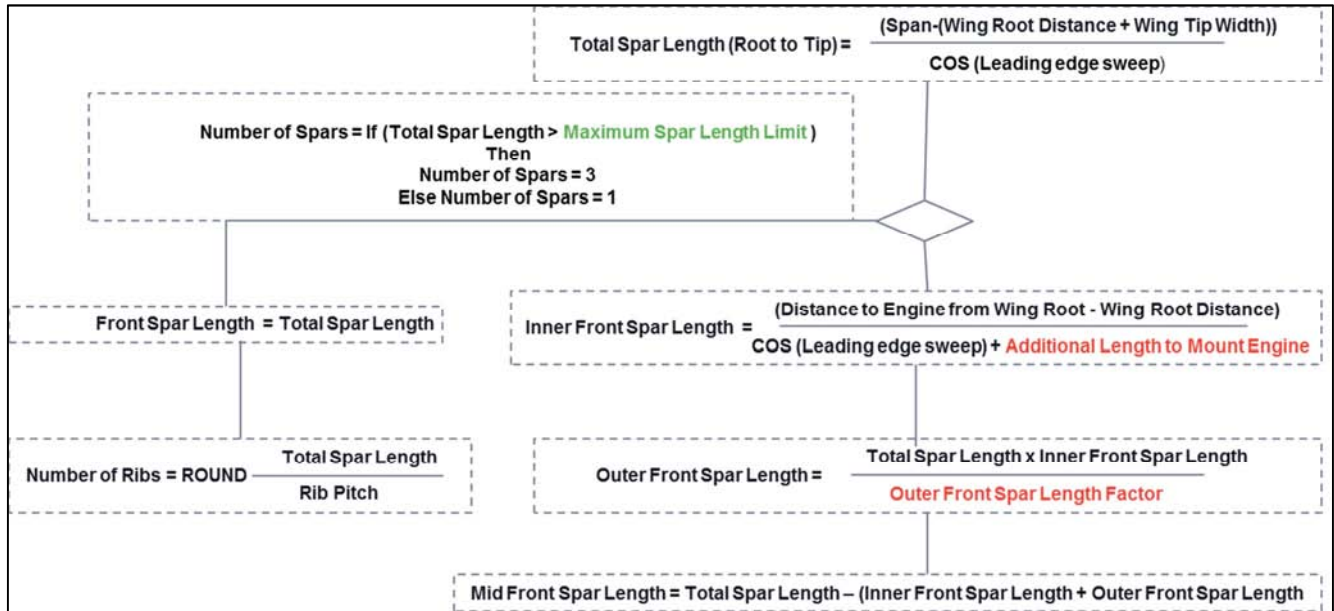 (Span-(Wing Root Distance + Wing Tip Width))
Total Spar Length (Root to Tip) =
COS (Leading edge sweep)
Number of Spars = If (Total Spar Length > Maximum Spar Length Limit )
Then
Number of Spars = 3
Else Number of Spars = 1
Front Spar Length = Total Spar Length
(Distance to Engine from Wing Root - Wing Root Distance)
Inner Front Spar Length =
COS (Leading edge sweep) + Additional Length to Mount Engine
Total Spar Length
Number of Ribs = ROUND
Rib Pitch
Total Spar Length x Inner Front Spar Length
Outer Front Spar Length =
Outer Front Spar Length Factor
Mid Front Spar Length = Total Spar Length – (Inner Front Spar Length + Outer Front Spar Length